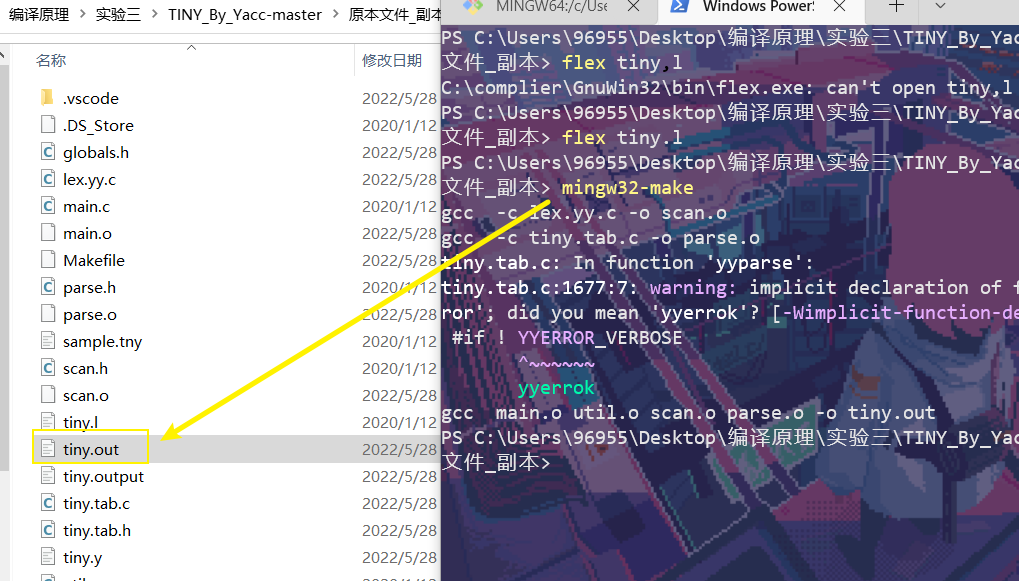 编译原理 > 实验三 > TINY_By_Yacc-master > 原本文件_副本
名称 修改日期
.vscode 2022/5/28
.DS_Store 2020/1/12
globals.h 2022/5/28
lex.yy.c 2022/5/28
main.c 2020/1/12
main.o 2022/5/28
Makefile 2022/5/28
parse.h 2020/1/12
parse.o 2022/5/28
sample.tny 2020/1/12
scan.h 2020/1/12
scan.o 2022/5/28
tiny.l 2020/1/12
tiny.out 2022/5/28
tiny.output 2022/5/28
tiny.tab.c 2022/5/28
tiny.tab.h 2022/5/28
tiny.y 2022/5/28
MINGW64:/c/Use
Windows Power
PS C:\Users\96955\Desktop\编译原理\实验三\TINY_By_Yac
文件_副本> flex tiny,l
C:\complier\GnuWin32\bin\flex.exe: can't open tiny,l
PS C:\Users\96955\Desktop\编译原理\实验三\TINY_By_Yac
文件_副本> flex tiny.l
PS C:\Users\96955\Desktop\编译原理\实验三\TINY_By_Yac
文件_副本> mingw32-make
gcc  -c lex.yy.c -o scan.o
gcc  -c tiny.tab.c -o parse.o
tiny.tab.c: In function 'yyparse':
tiny.tab.c:1677:7: warning: implicit declaration of f
ror'; did you mean 'yyerrok'? [-Wimplicit-function-de
#if ! YYERROR_VERBOSE
^~~~~~~
yyerrok
gcc  main.o util.o scan.o parse.o -o tiny.out
PS C:\Users\96955\Desktop\编译原理\实验三\TINY_By_Yac
文件_副本>